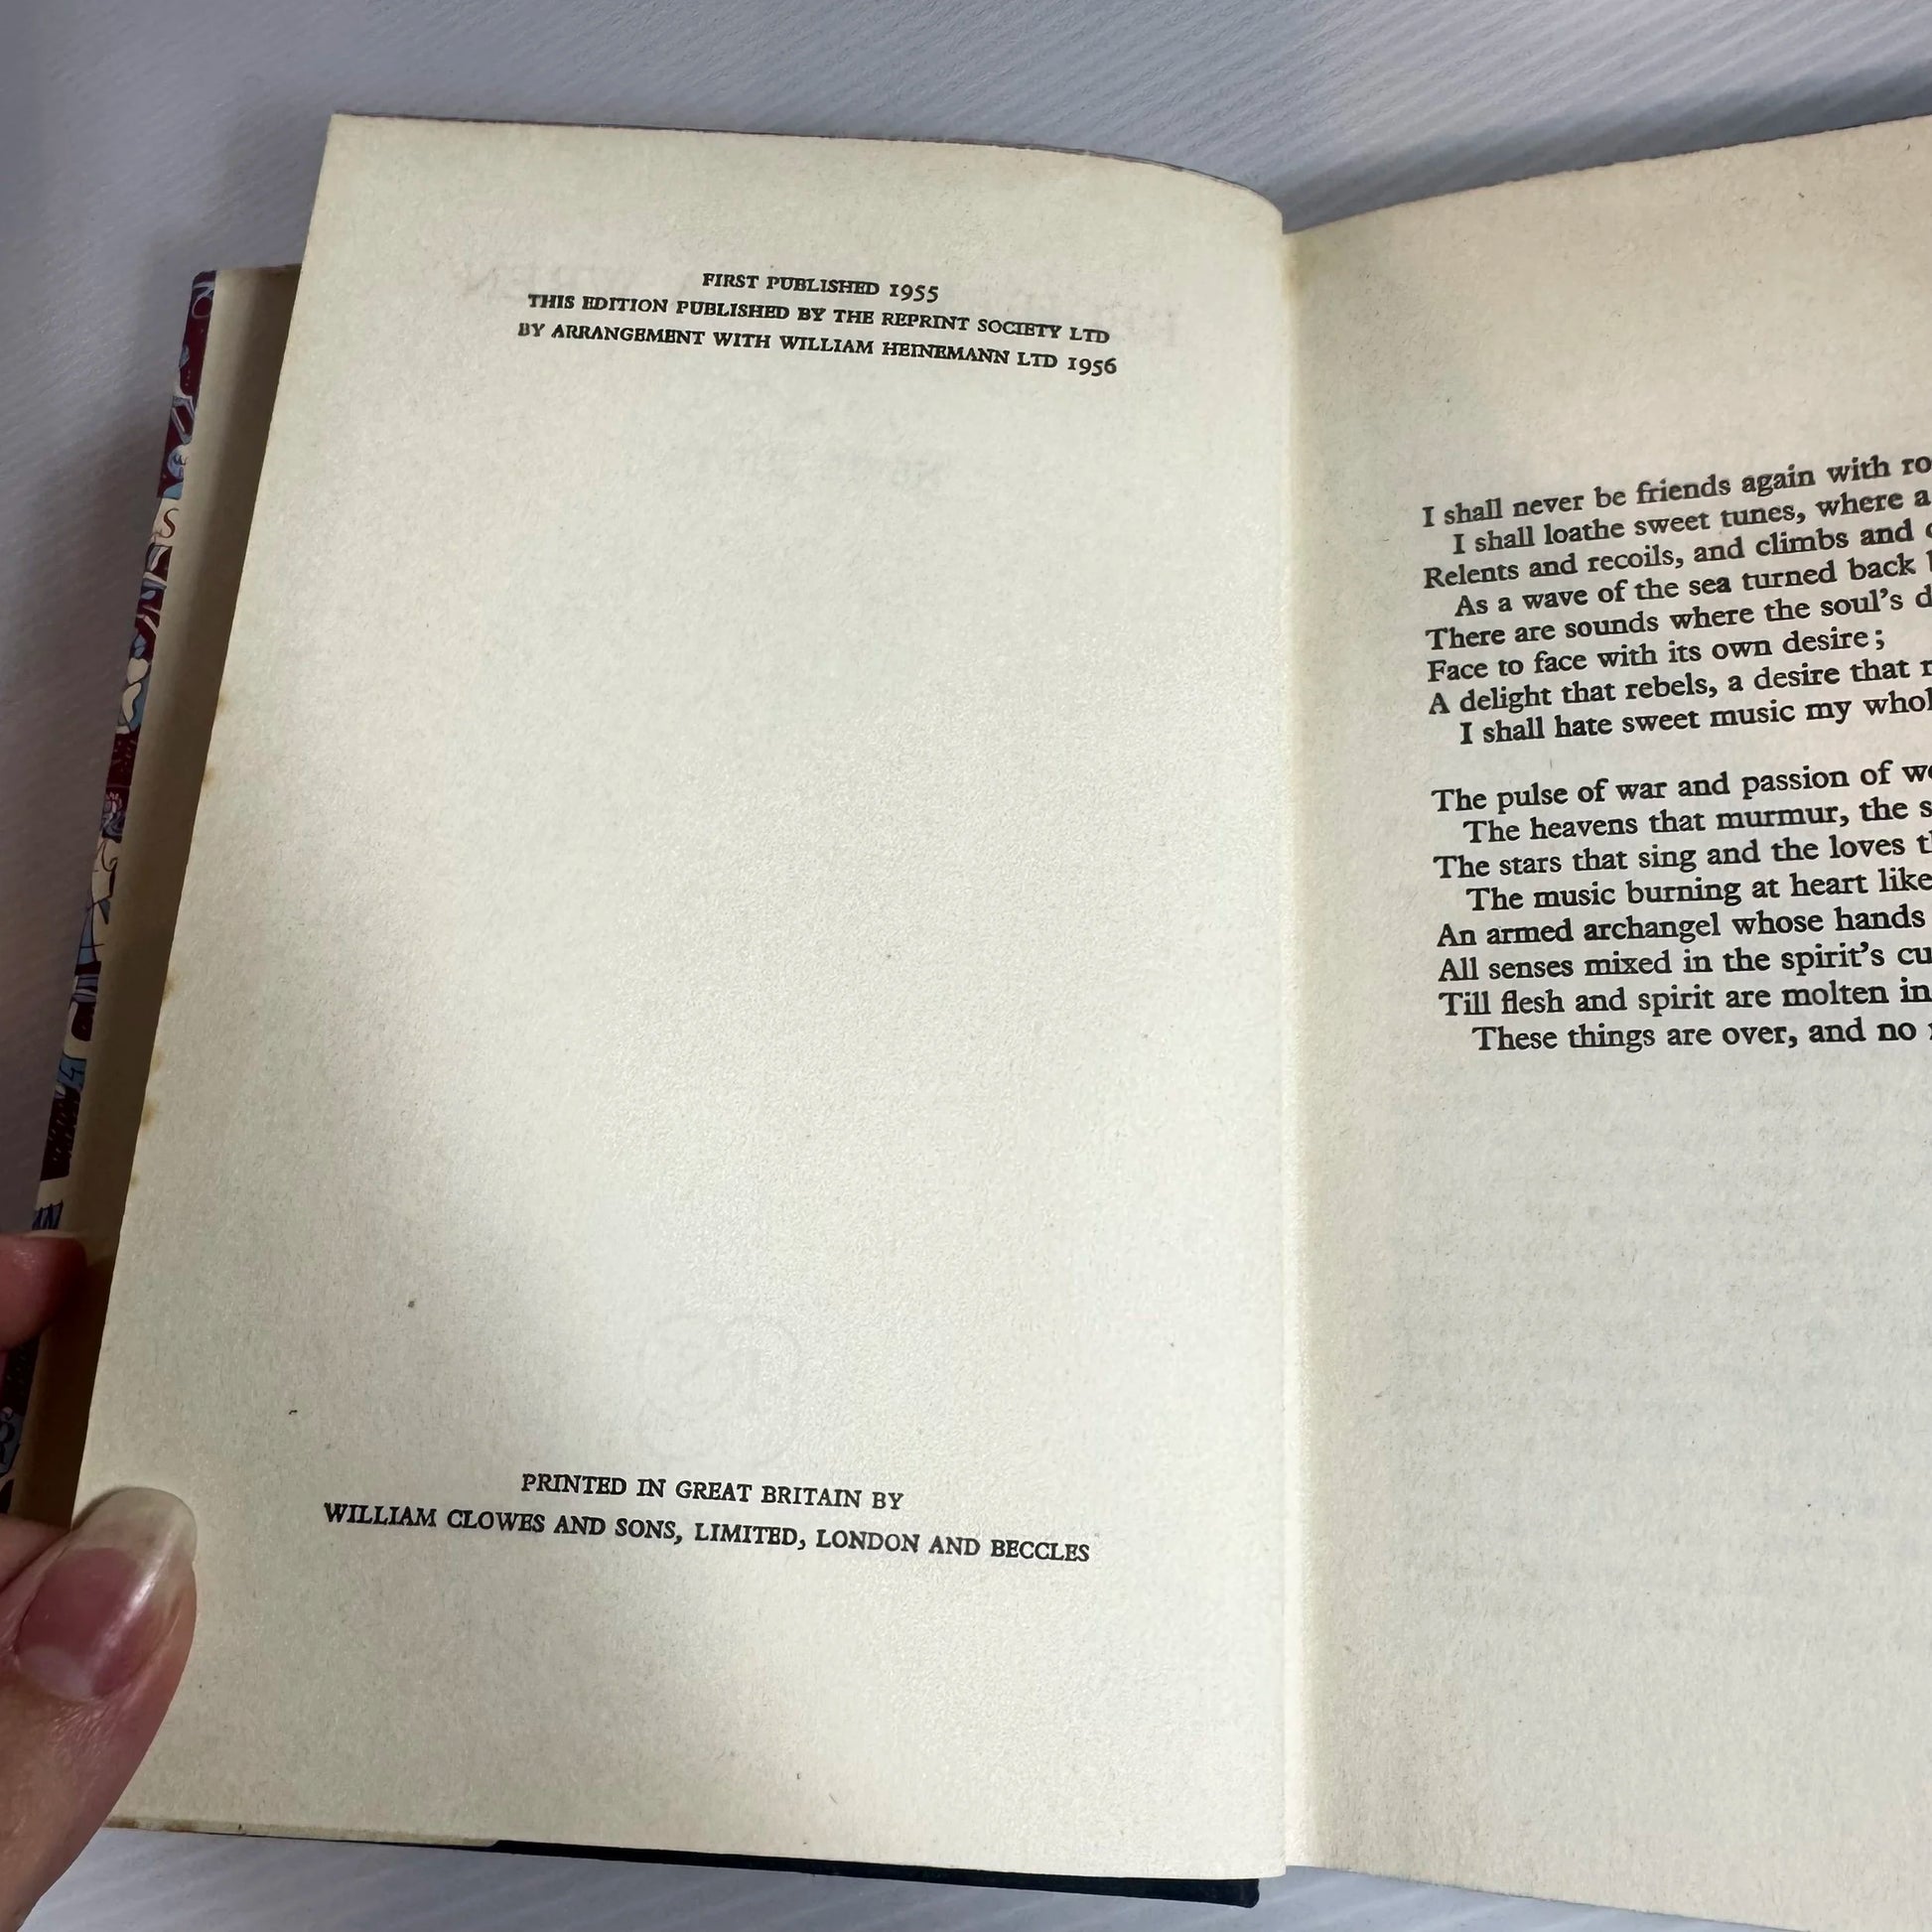 FIRST PUBLISHED 1955
THIS EDITION PUBLISHED BY THE REPRINT SOCIETY LTD
BY ARRANGEMENT WITH WILLIAM HEINEMANN LTD 1956
PRINTED IN GREAT BRITAIN BY
WILLIAM CLOWES AND SONS, LIMITED, LONDON AND BECCLES
I shall never be friends again with
I shall loathe sweet tunes, where a
Relents and recoils, and climbs and
As a wave of the sea turned back
There are sounds where the soul's
Face to face with its own desire;
A delight that rebels, a desire that
I shall hate sweet music my
The pulse of war and passion of
The heavens that murmur, the
The stars that sing and the loves
The music burning at heart like
An armed archangel whose hands
All senses mixed in the spirit's
Till flesh and spirit are molten in
These things are over, and no